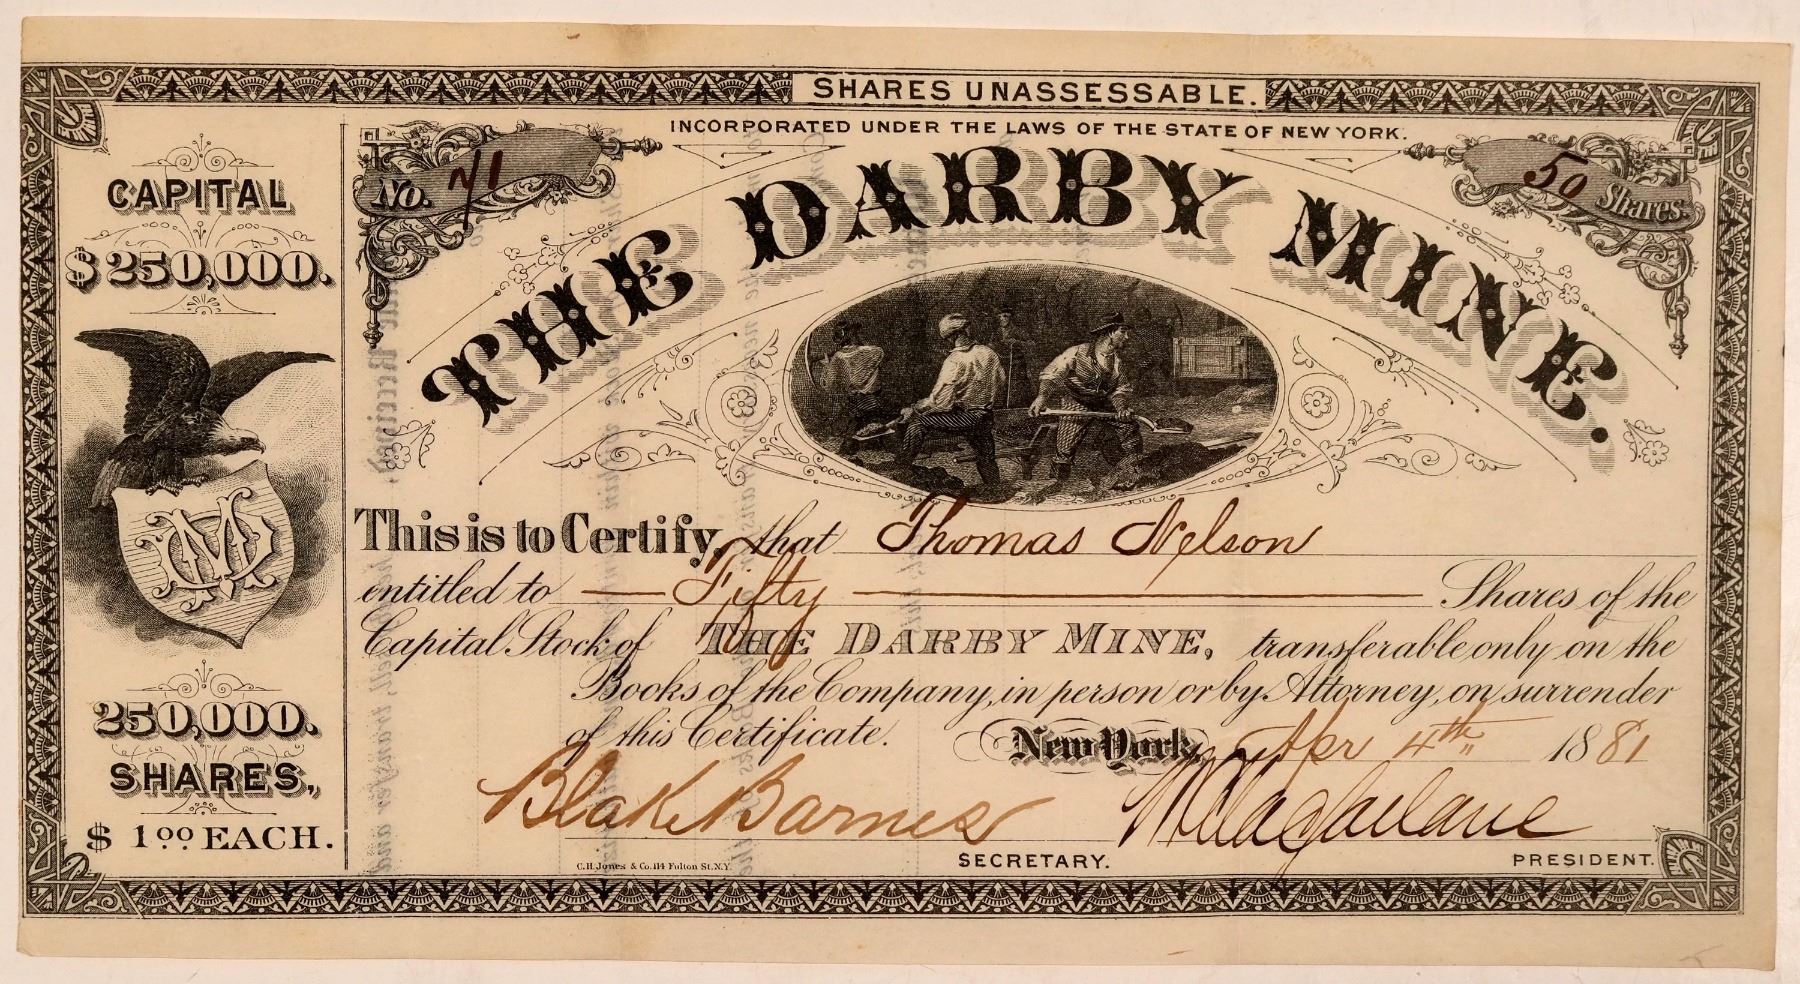 SHARES UNASSESSABLE.
INCORPORATED UNDER THE LAWS OF THE STATE OF NEW YORK.
No. 71
50 Shares.
THE DARBY MINE.
CAPITAL
$250,000.
DM
250,000.
SHARES,
$ 1.00 EACH.
This is to Certify, that Thomas Nelson
entitled to Fifty Shares of the
Capital Stock of THE DARBY MINE, transferable only on the
Books of the Company, in person or by Attorney, on surrender
of this Certificate. New York, Apr 4th 1881
Blake Barnes
SECRETARY.
Macfarlane
PRESIDENT.
C.H. Jones & Co. 114 Fulton St. N.Y.